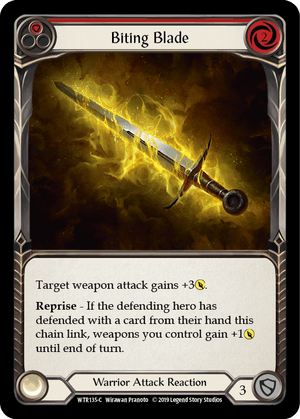 Biting Blade
2
Target weapon attack gains +3.
Reprise - If the defending hero has
defended with a card from their hand this
chain link, weapons you control gain +1
until end of turn.
Warrior Attack Reaction
3
WTR135-C Wirawan Pranoto © 2019 Legend Story Studios